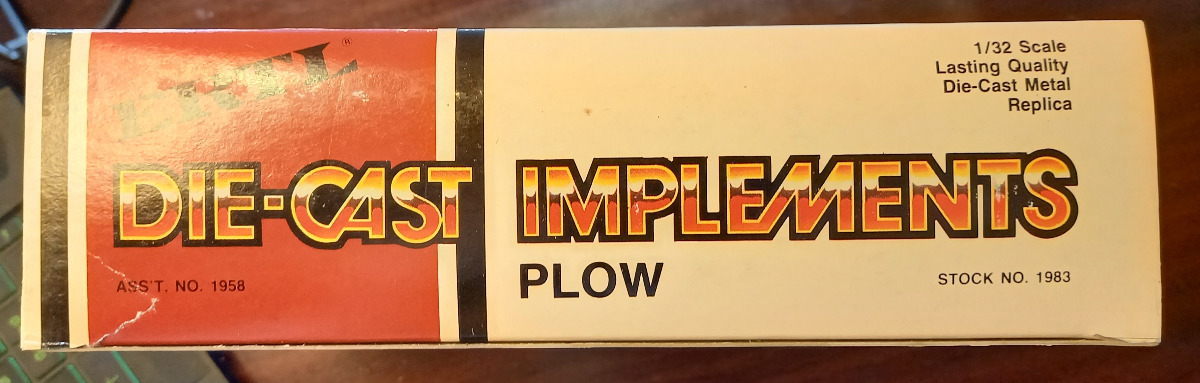 ERTL®
DIE-CAST IMPLEMENTS
ASS'T. NO. 1958
1/32 Scale
Lasting Quality
Die-Cast Metal
Replica
PLOW
STOCK NO. 1983